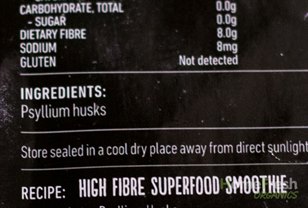 CARBOHYDRATE, TOTAL 0.0g
- SUGAR 0.0g
DIETARY FIBRE 8.0g
SODIUM 8mg
GLUTEN Not detected
INGREDIENTS:
Psyllium husks
Store sealed in a cool dry place away from direct sunlight
RECIPE: HIGH FIBRE SUPERFOOD SMOOTHIE
ORGANICS